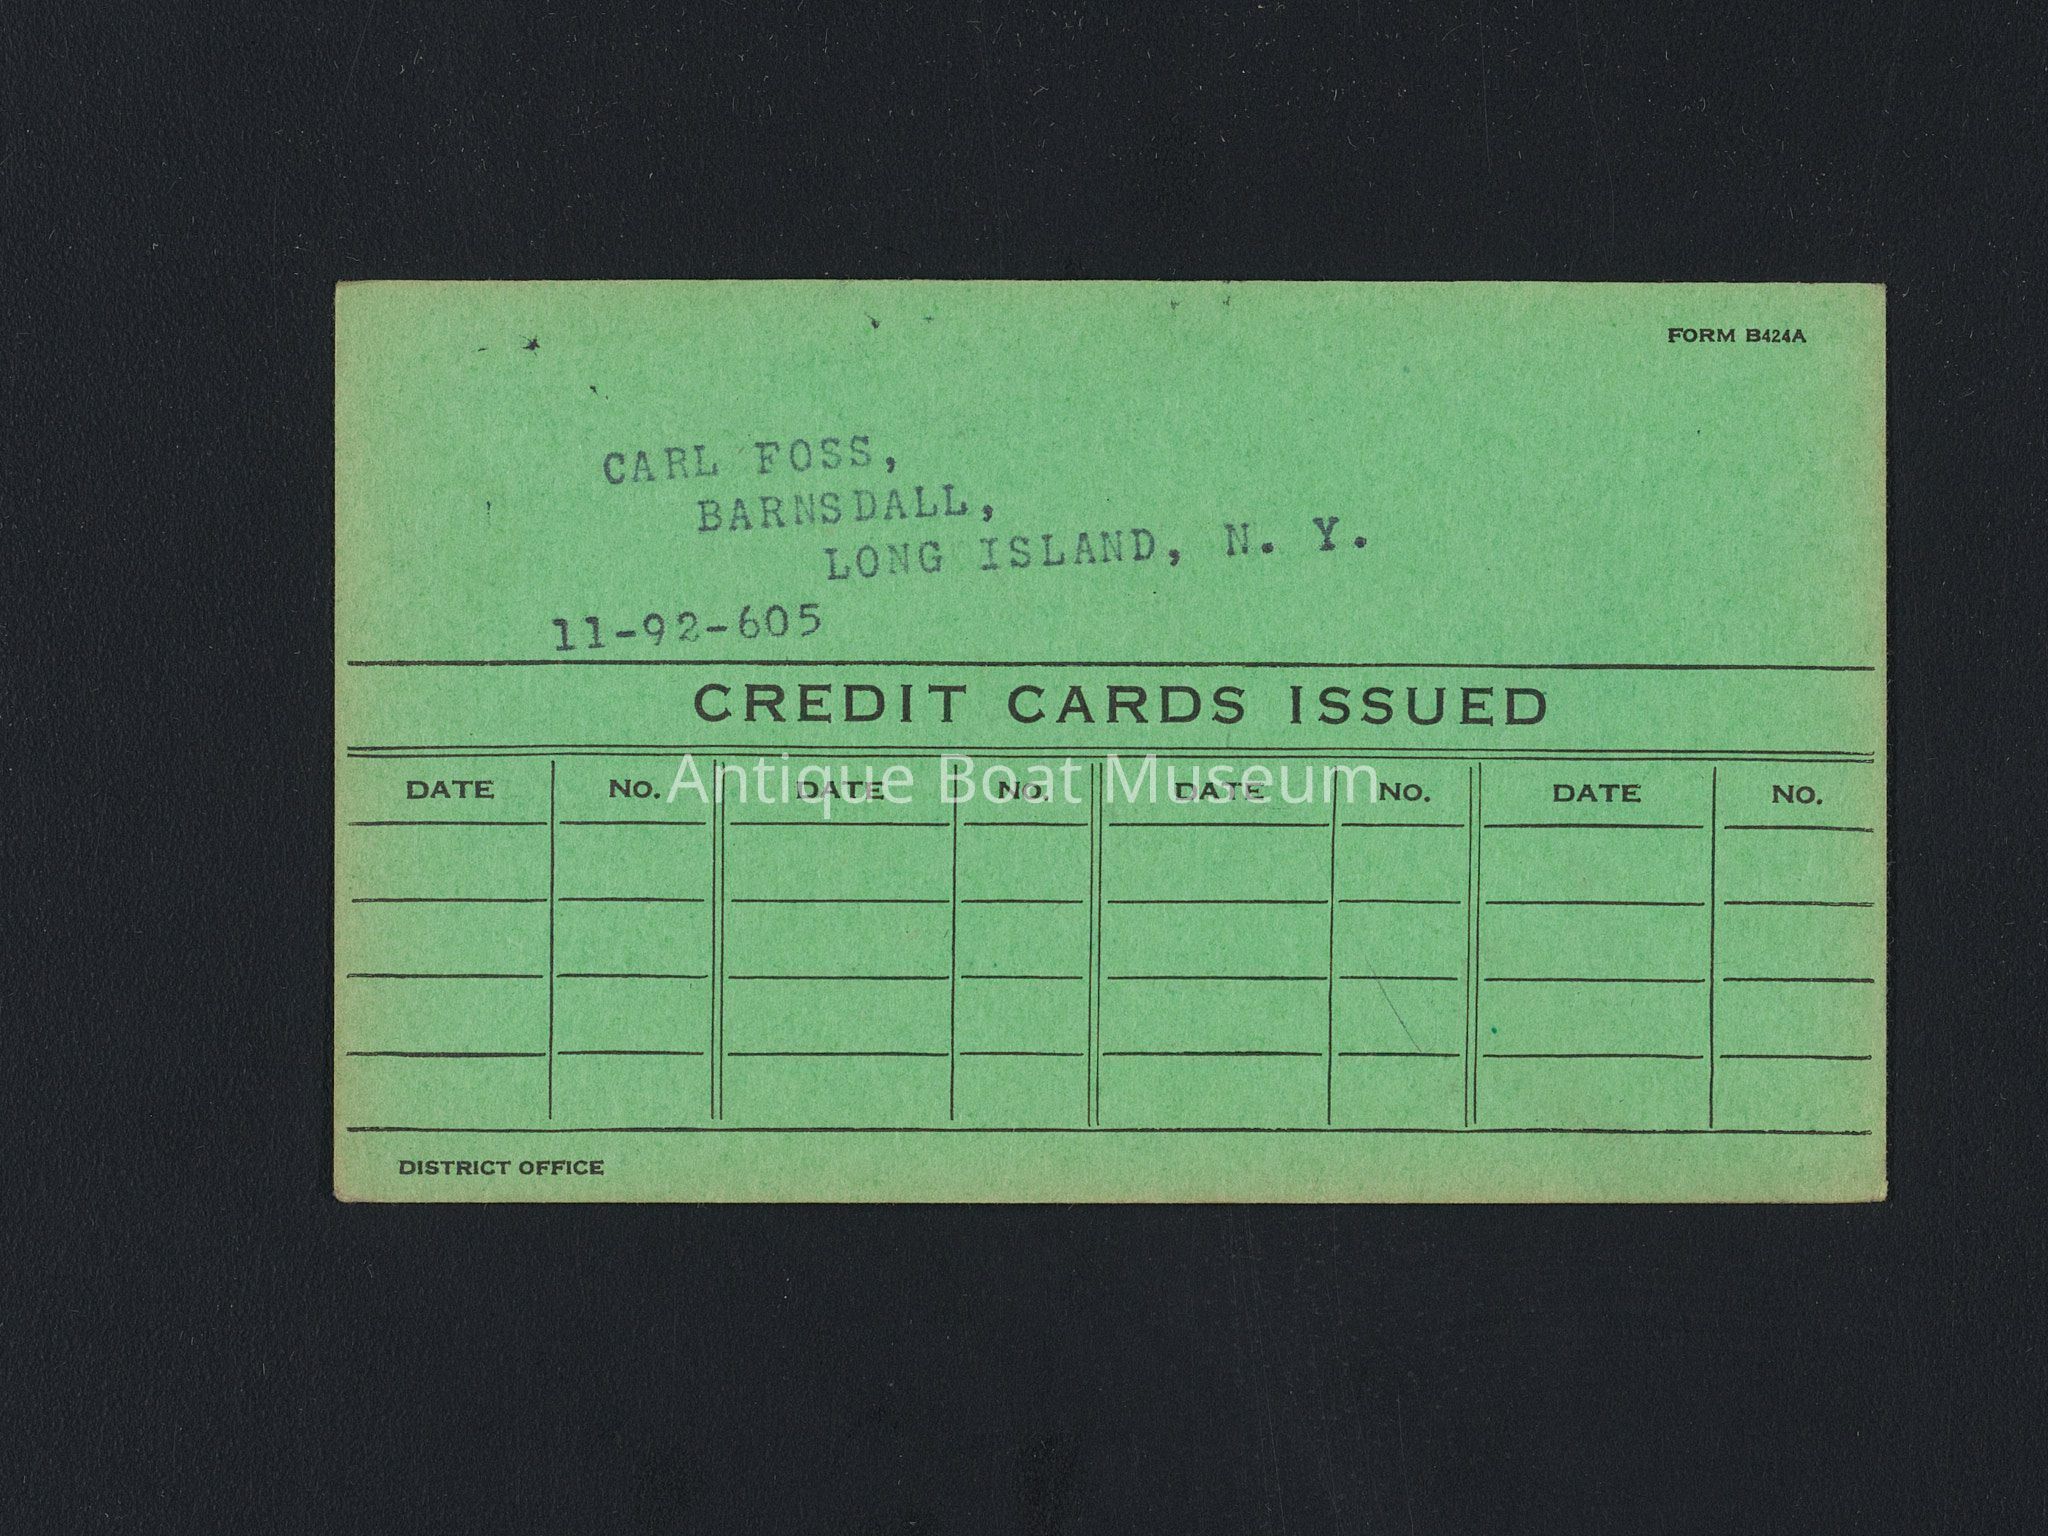 FORM B424A
CARL FOSS,
BARNSDALL,
LONG ISLAND, N. Y.
11-92-605
CREDIT CARDS ISSUED
Antique Boat Museum
DATE NO. DATE NO. DATE NO. DATE NO.
DISTRICT OFFICE